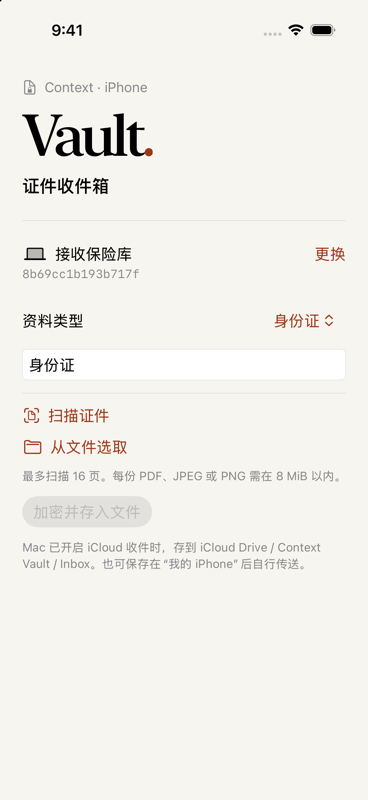 9:41
Context · iPhone
Vault.
证件收件箱
接收保险库 更换
8b69cc1b193b717f
资料类型 身份证
身份证
扫描证件
从文件选取
最多扫描 16 页。每份 PDF、JPEG 或 PNG 需在 8 MiB 以内。
加密并存入文件
Mac 已开启 iCloud 收件时，存到 iCloud Drive / Context
Vault / Inbox。也可保存在“我的 iPhone”后自行传送。